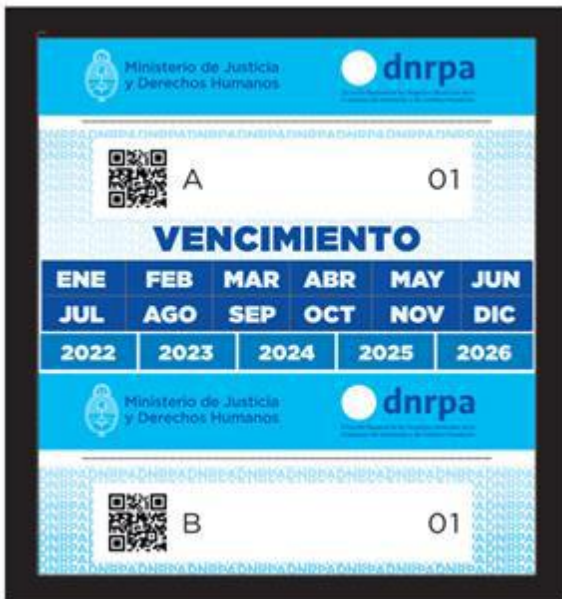 Ministerio de Justicia
y Derechos Humanos
dnrpa
A 01
VENCIMIENTO
ENE FEB MAR ABR MAY JUN
JUL AGO SEP OCT NOV DIC
2022 2023 2024 2025 2026
Ministerio de Justicia
y Derechos Humanos
dnrpa
B 01